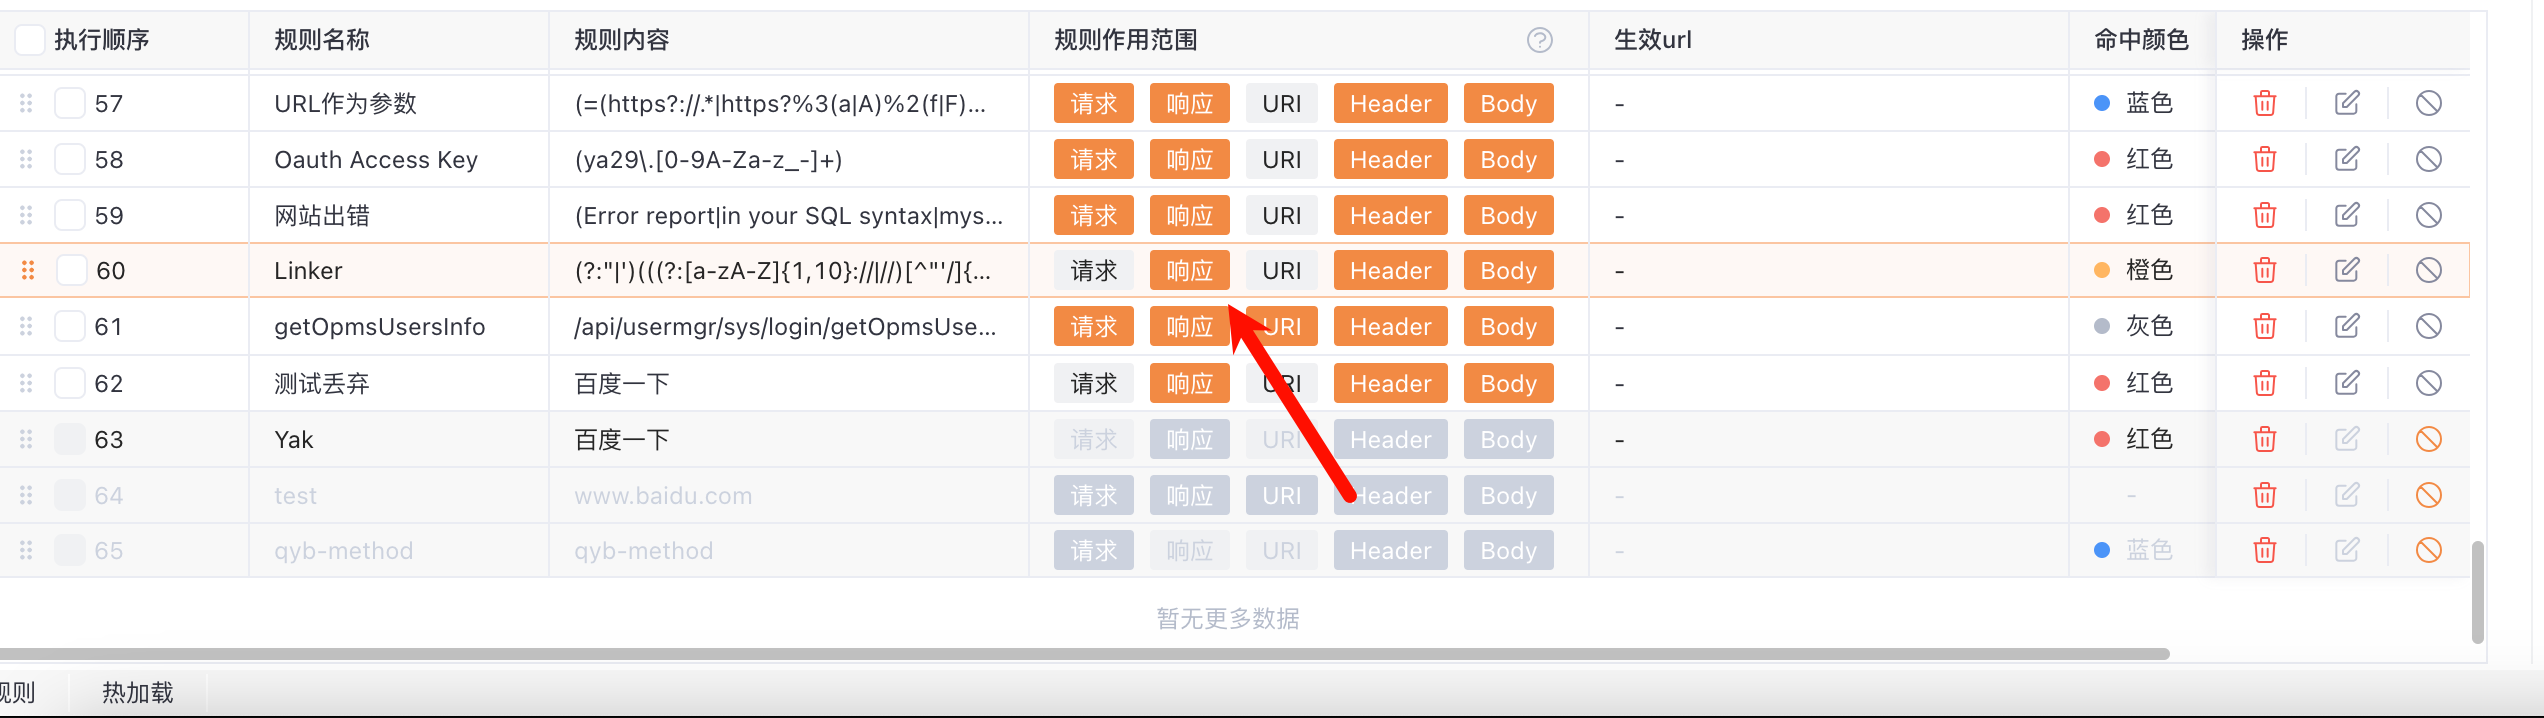 执行顺序 规则名称 规则内容 规则作用范围 生效url 命中颜色 操作
57 URL作为参数 (=(https?://.*|https?%3(a|A)%2(f|F)... 请求 响应 URI Header Body - 蓝色
58 Oauth Access Key (ya29\.[0-9A-Za-z_-]+) 请求 响应 URI Header Body - 红色
59 网站出错 (Error report|in your SQL syntax|mys... 请求 响应 URI Header Body - 红色
60 Linker (?:"|')(((?:[a-zA-Z]{1,10}://|//)[^"'/]{... 请求 响应 URI Header Body - 橙色
61 getOpmsUsersInfo /api/usermgr/sys/login/getOpmsUse... 请求 响应 URI Header Body - 灰色
62 测试丢弃 百度一下 请求 响应 URI Header Body - 红色
63 Yak 百度一下 请求 响应 URI Header Body - 红色
64 test www.baidu.com 请求 响应 URI Header Body - -
65 qyb-method qyb-method 请求 响应 URI Header Body - 蓝色
暂无更多数据
规则 热加载